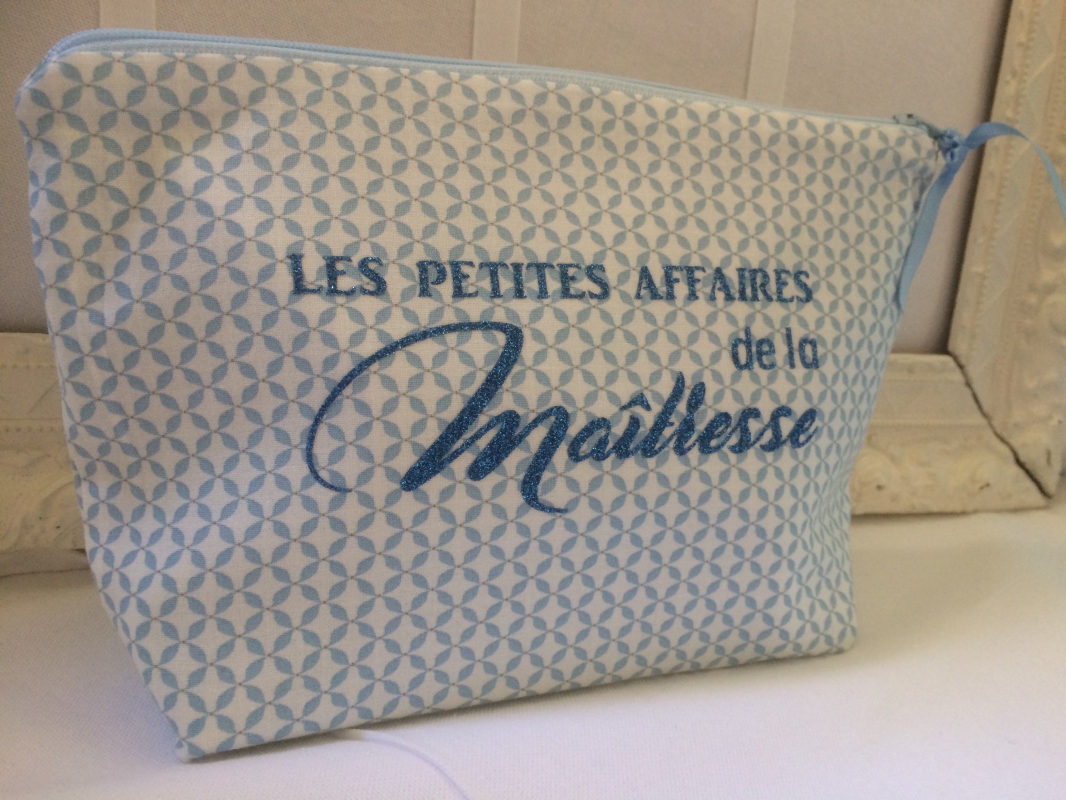 LES PETITES AFFAIRES
de la
Maîtresse